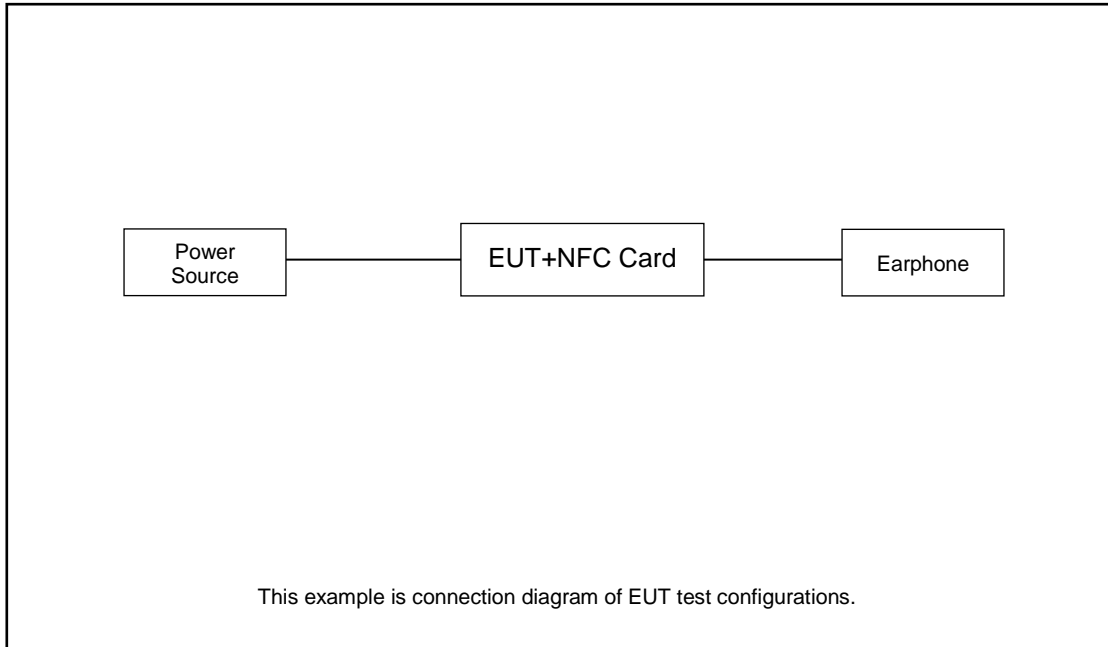 Power
Source
EUT+NFC Card
Earphone
This example is connection diagram of EUT test configurations.